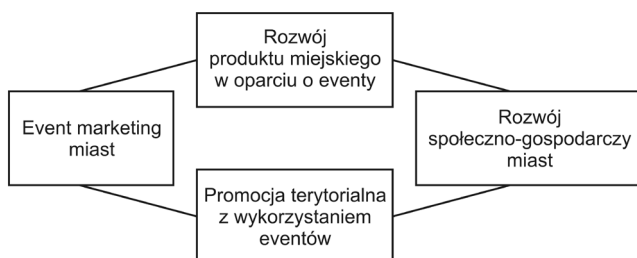 Rozwój
produktu miejskiego
w oparciu o eventy
Event marketing
miast
Rozwój
społeczno-gospodarczy
miast
Promocja terytorialna
z wykorzystaniem
eventów